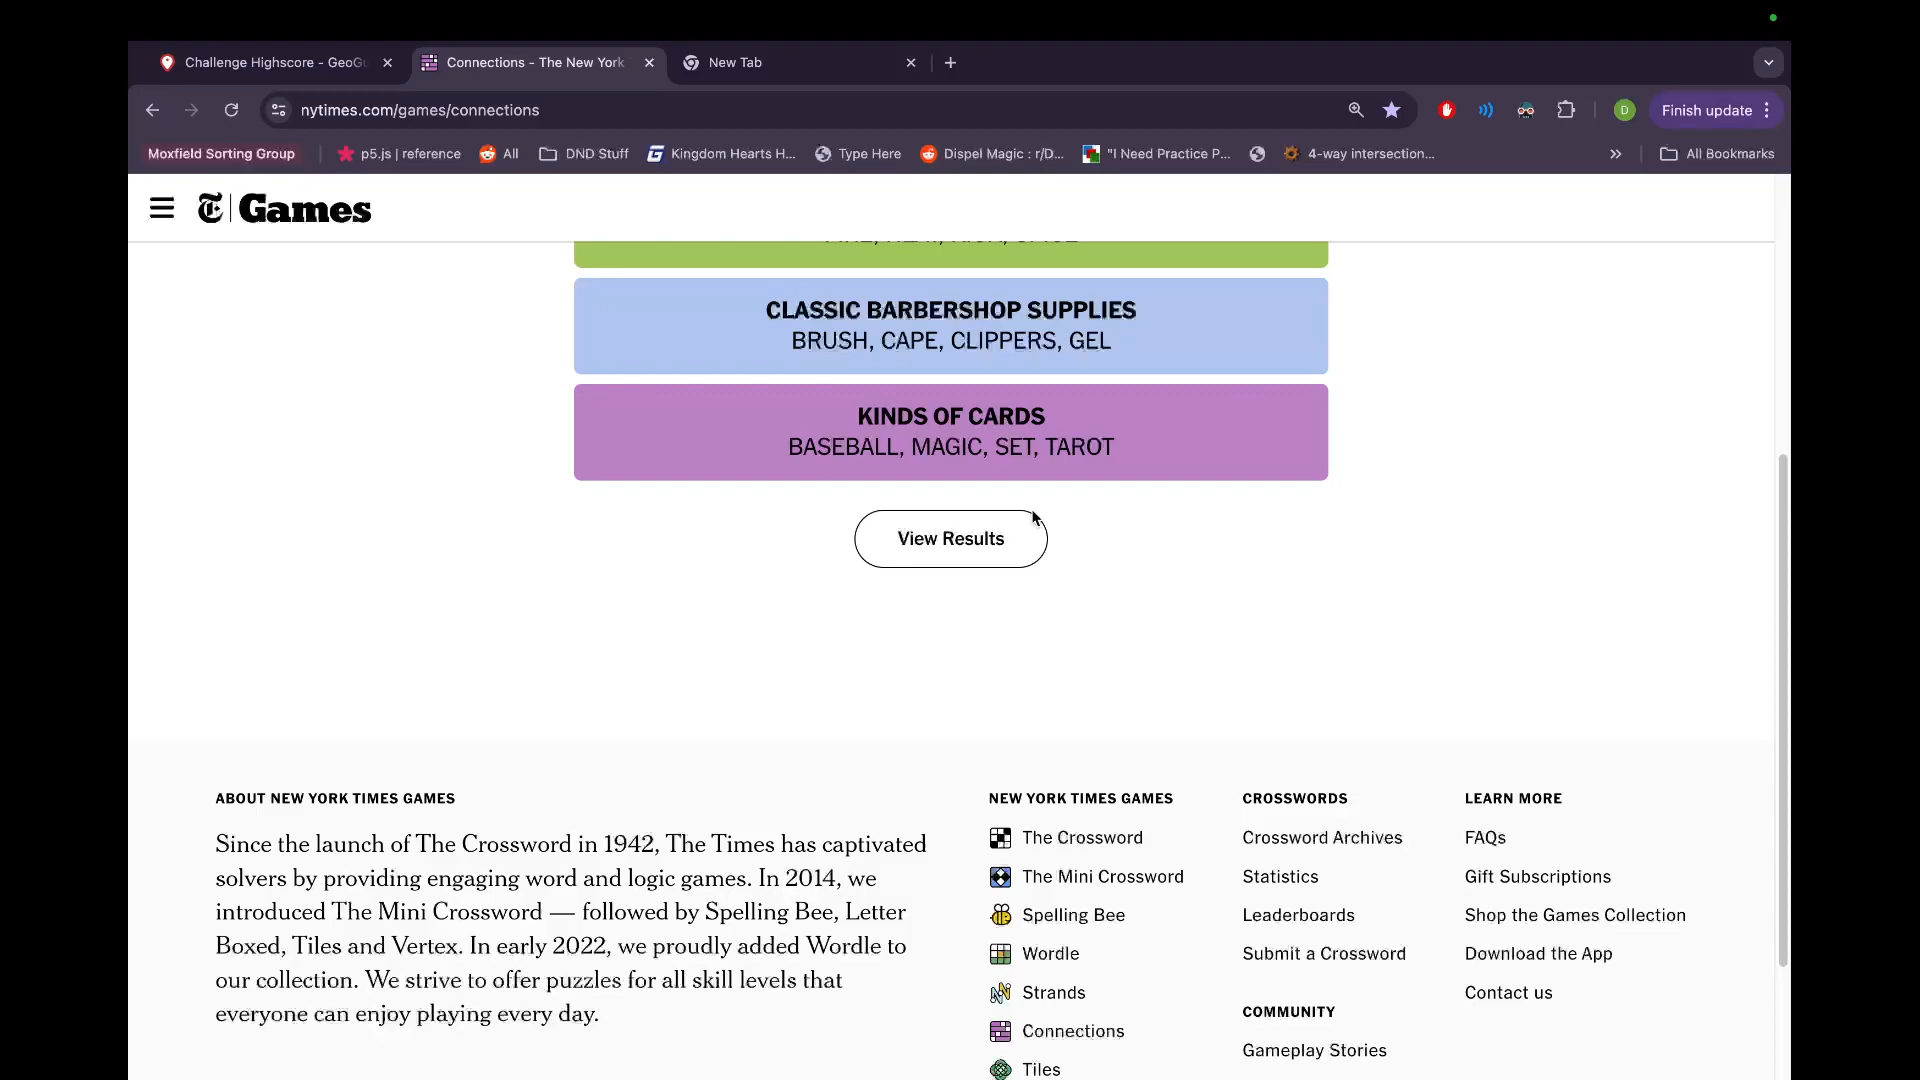 Challenge Highscore - GeoG
Connections - The New York
New Tab
nytimes.com/games/connections
D
Finish update
Moxfield Sorting Group
p5.js | reference
All
DND Stuff
Kingdom Hearts H...
Type Here
Dispel Magic : r/D...
"I Need Practice P...
4-way intersection...
All Bookmarks
T Games
CLASSIC BARBERSHOP SUPPLIES
BRUSH, CAPE, CLIPPERS, GEL
KINDS OF CARDS
BASEBALL, MAGIC, SET, TAROT
View Results
ABOUT NEW YORK TIMES GAMES
Since the launch of The Crossword in 1942, The Times has captivated
solvers by providing engaging word and logic games. In 2014, we
introduced The Mini Crossword — followed by Spelling Bee, Letter
Boxed, Tiles and Vertex. In early 2022, we proudly added Wordle to
our collection. We strive to offer puzzles for all skill levels that
everyone can enjoy playing every day.
NEW YORK TIMES GAMES
The Crossword
The Mini Crossword
Spelling Bee
Wordle
Strands
Connections
Tiles
CROSSWORDS
Crossword Archives
Statistics
Leaderboards
Submit a Crossword
COMMUNITY
Gameplay Stories
LEARN MORE
FAQs
Gift Subscriptions
Shop the Games Collection
Download the App
Contact us